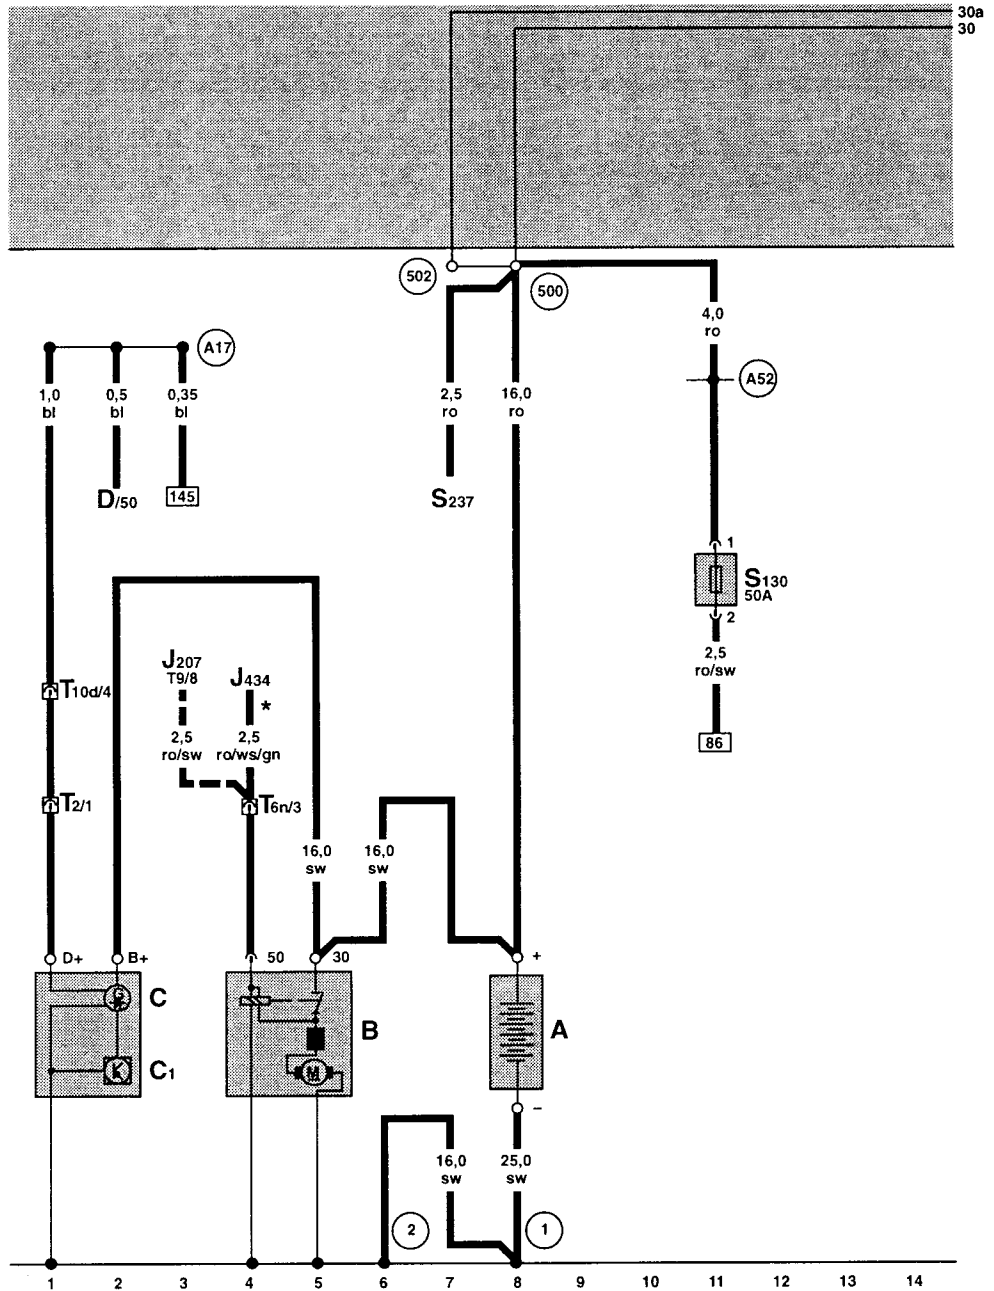 30a
30
502
500
4,0
ro
A17
A52
1,0
bl
0,5
bl
0,35
bl
2,5
ro
16,0
ro
D/50
145
S237
1
S130
50A
2
2,5
ro/sw
86
J207
T9/8
J434
*
T10d/4
2,5
ro/sw
2,5
ro/ws/gn
T2/1
T6n/3
16,0
sw
16,0
sw
D+
B+
50
30
+
G
C
B
A
K
C1
M
−
16,0
sw
25,0
sw
2
1
1 2 3 4 5 6 7 8 9 10 11 12 13 14